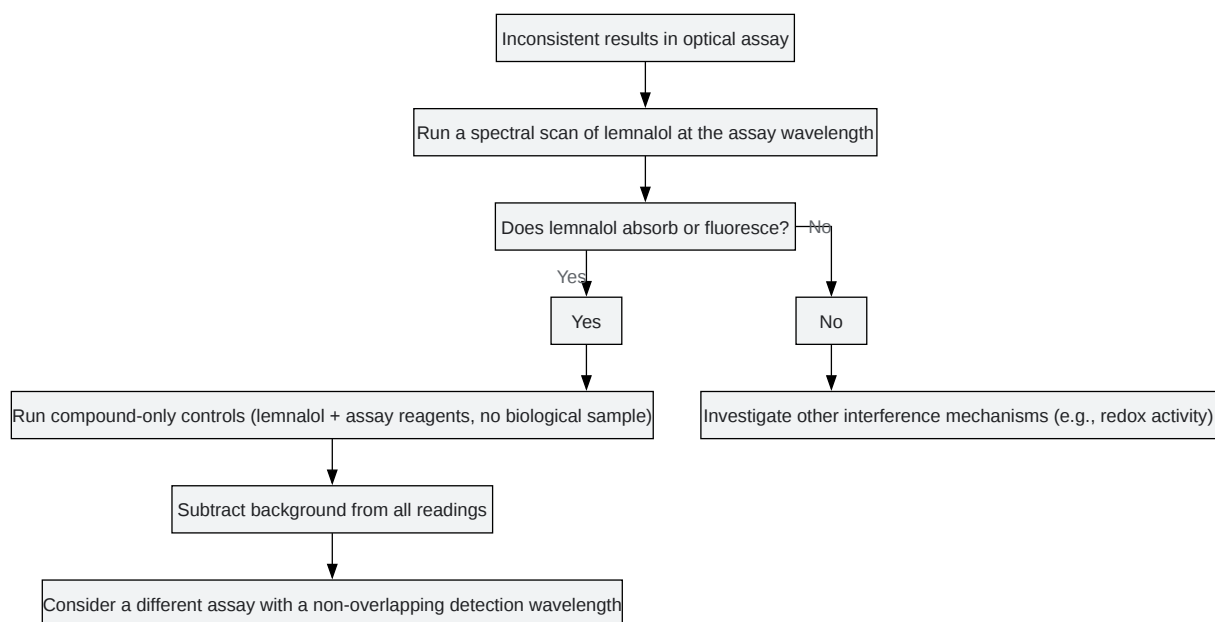 Inconsistent results in optical assay
Run a spectral scan of lemnalol at the assay wavelength
Does lemnalol absorb or fluoresce?
No
Yes
Yes
No
Run compound-only controls (lemnalol + assay reagents, no biological sample)
Investigate other interference mechanisms (e.g., redox activity)
Subtract background from all readings
Consider a different assay with a non-overlapping detection wavelength